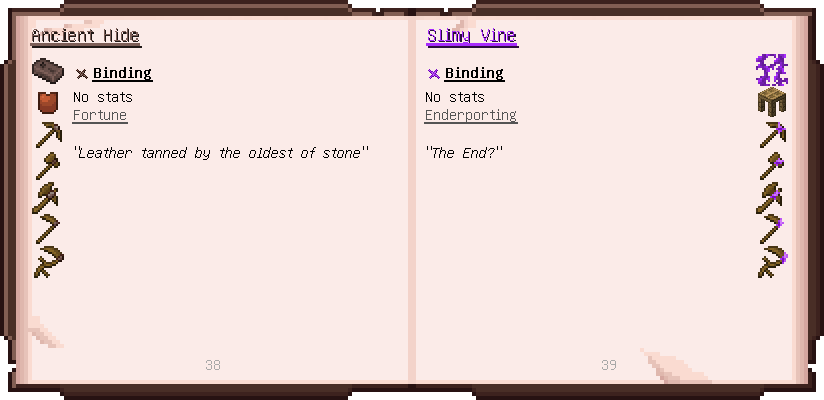 Ancient Hide
Binding
No stats
Fortune
"Leather tanned by the oldest of stone"
38
Slimy Vine
Binding
No stats
Enderporting
"The End?"
39